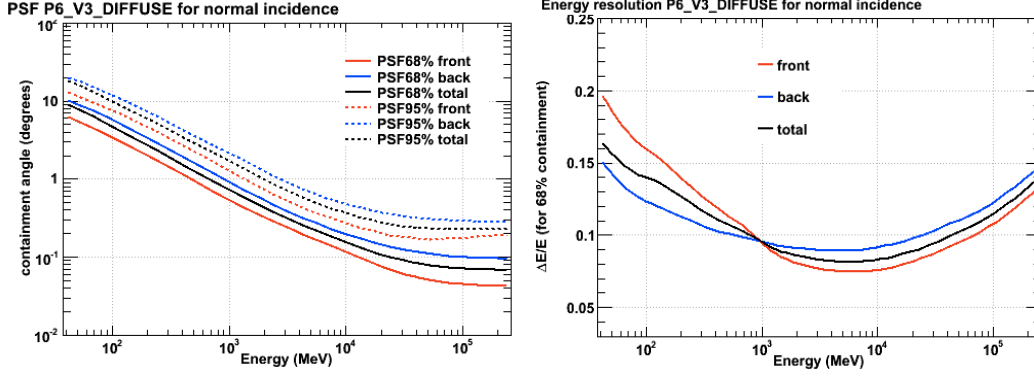 PSF P6_V3_DIFFUSE for normal incidence
containment angle (degrees)
10²
10
1
10⁻¹
10⁻²
PSF68% front
PSF68% back
PSF68% total
PSF95% front
PSF95% back
PSF95% total
10² 10³ 10⁴ 10⁵
Energy (MeV)
Energy resolution P6_V3_DIFFUSE for normal incidence
ΔE/E (for 68% containment)
0.25
0.2
0.15
0.1
0.05
front
back
total
10² 10³ 10⁴ 10⁵
Energy (MeV)